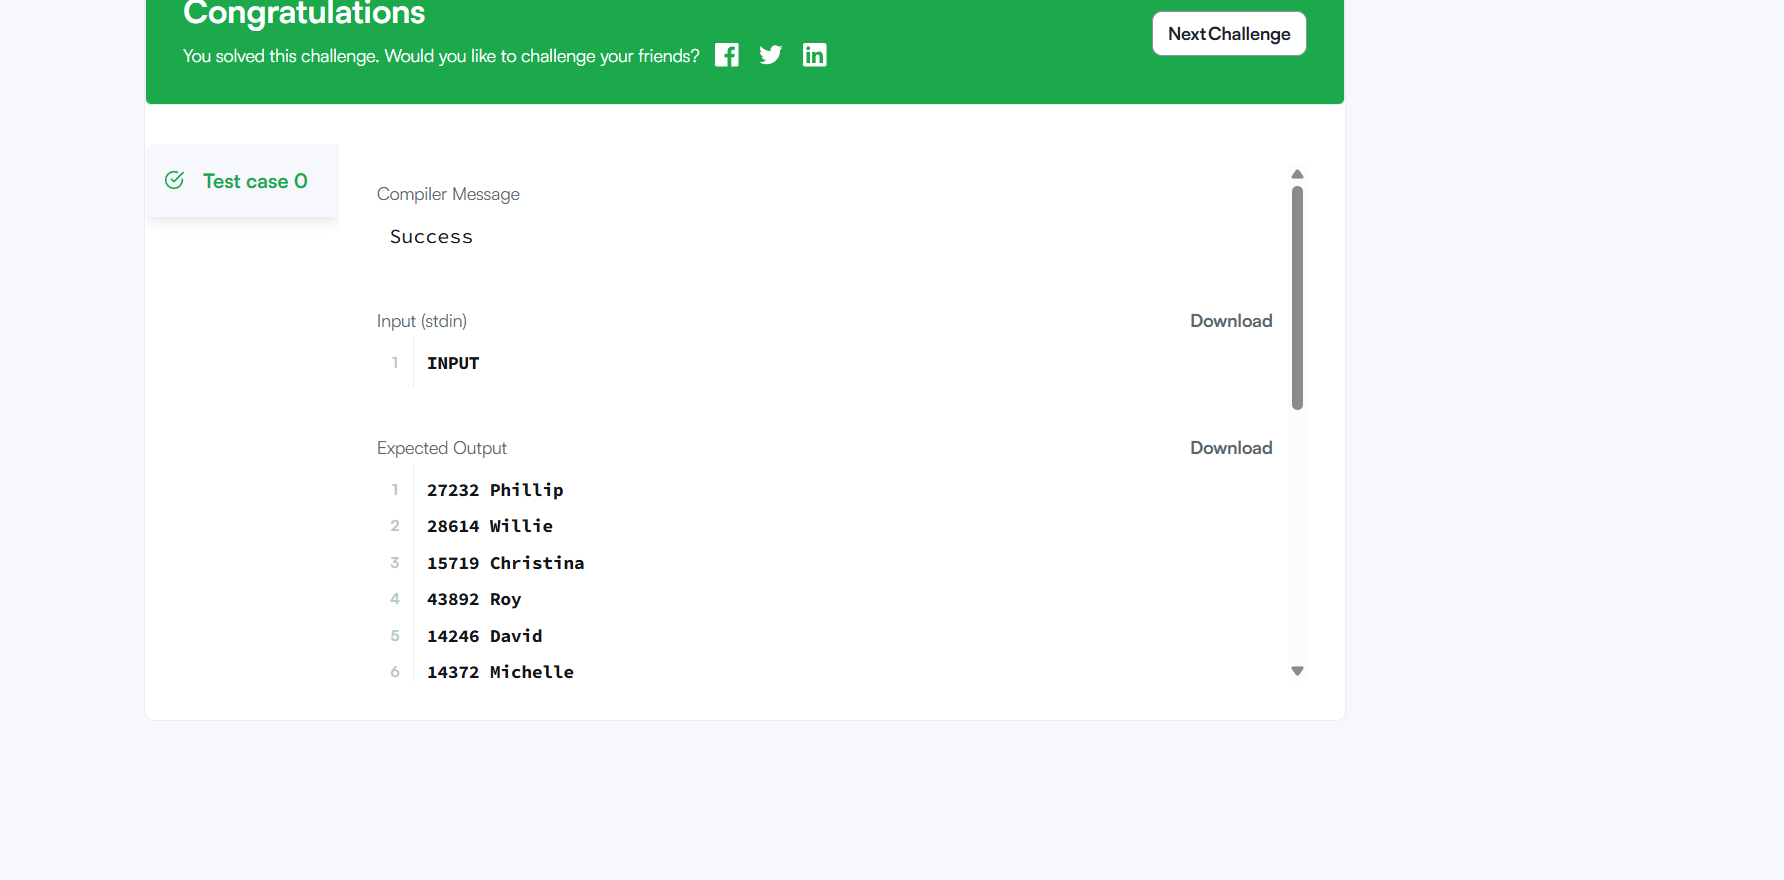 Congratulations
You solved this challenge. Would you like to challenge your friends?
Next Challenge
Test case 0
Compiler Message
Success
Input (stdin)
Download
1 INPUT
Expected Output
Download
1 27232 Phillip
2 28614 Willie
3 15719 Christina
4 43892 Roy
5 14246 David
6 14372 Michelle